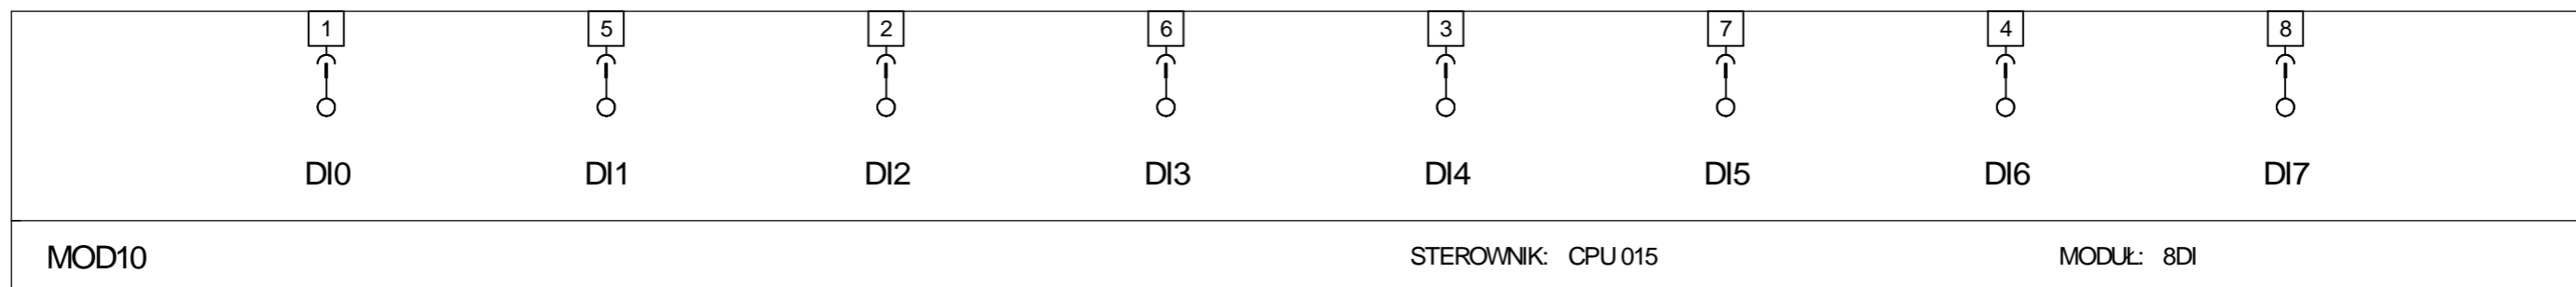 1 5 2 6 3 7 4 8
DI0 DI1 DI2 DI3 DI4 DI5 DI6 DI7
MOD10 STEROWNIK: CPU 015 MODUŁ: 8DI